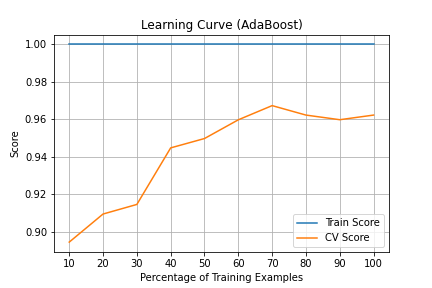 Learning Curve (AdaBoost)
Score
1.00
0.98
0.96
0.94
0.92
0.90
10 20 30 40 50 60 70 80 90 100
Percentage of Training Examples
Train Score
CV Score